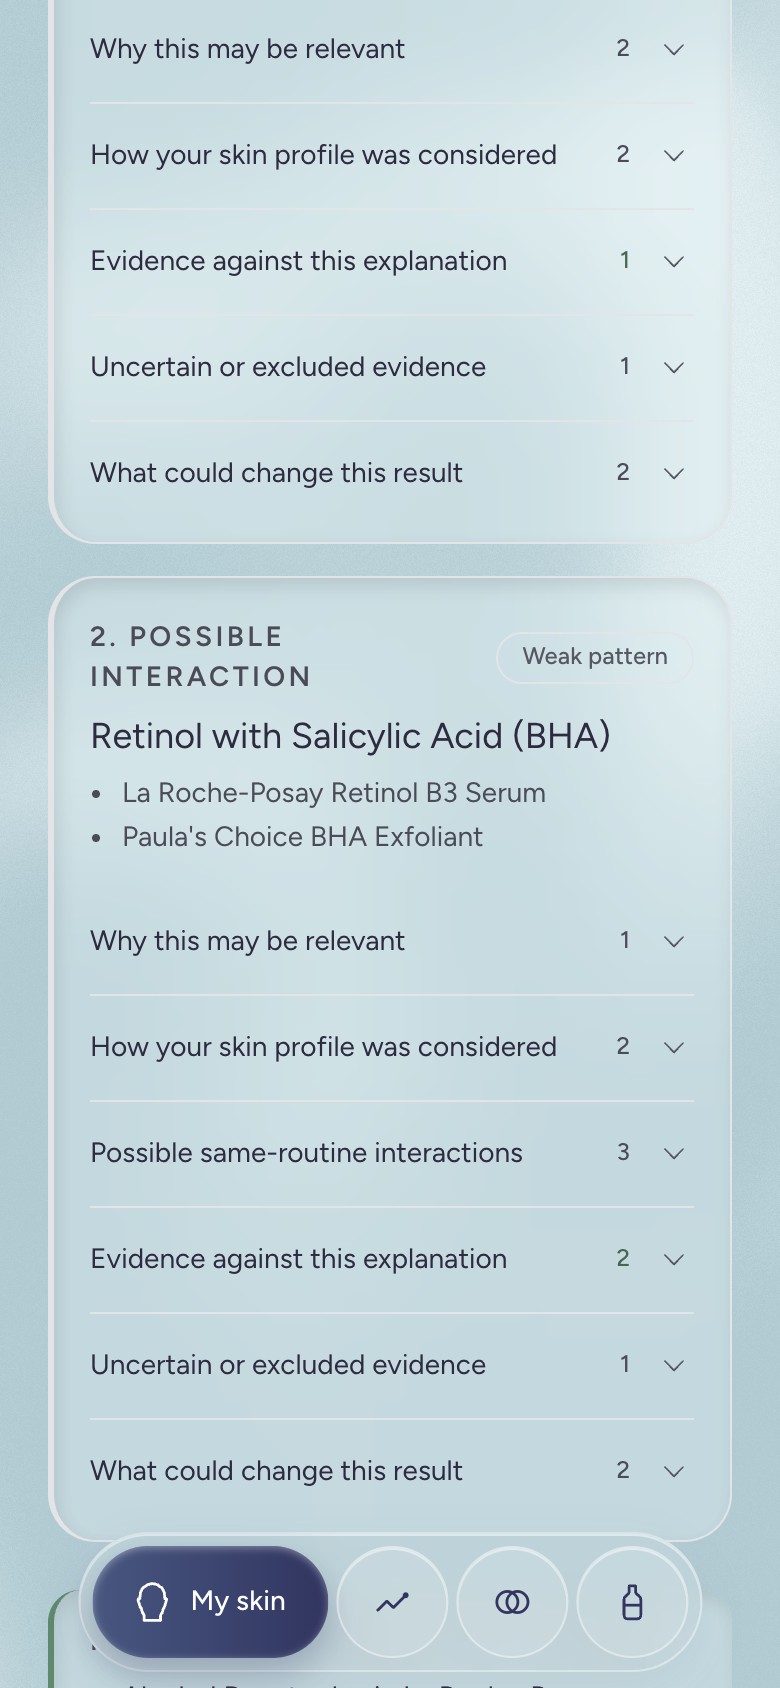 Why this may be relevant 2
How your skin profile was considered 2
Evidence against this explanation 1
Uncertain or excluded evidence 1
What could change this result 2
2. POSSIBLE
INTERACTION
Weak pattern
Retinol with Salicylic Acid (BHA)
• La Roche-Posay Retinol B3 Serum
• Paula's Choice BHA Exfoliant
Why this may be relevant 1
How your skin profile was considered 2
Possible same-routine interactions 3
Evidence against this explanation 2
Uncertain or excluded evidence 1
What could change this result 2
My skin